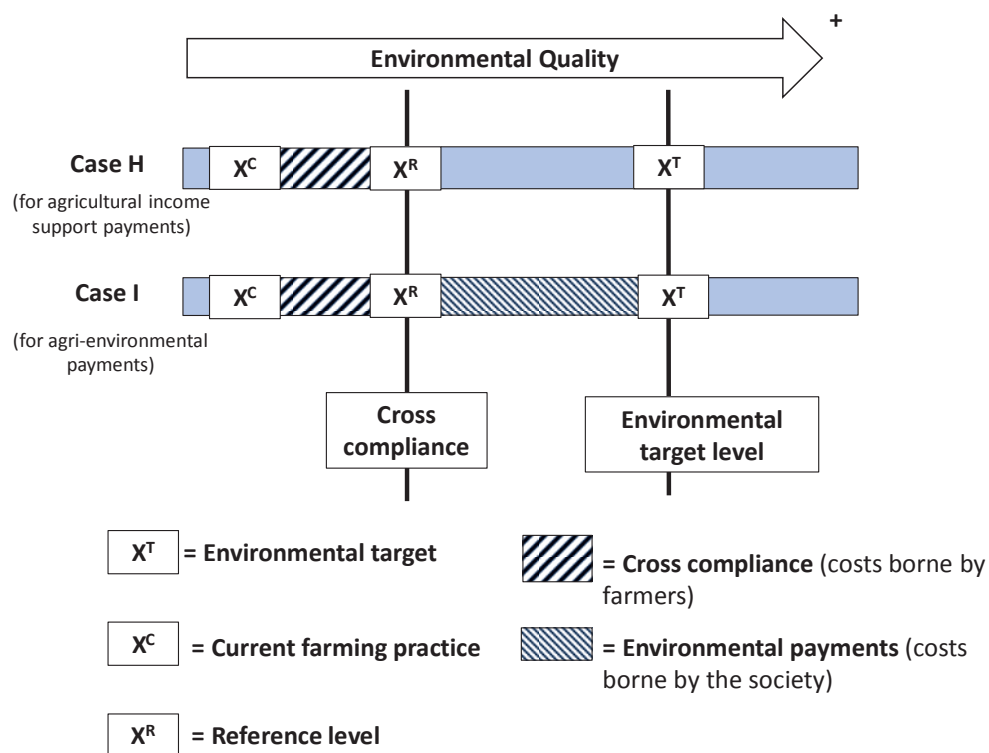 +
Environmental Quality
Case H
(for agricultural income
support payments)
X^C
X^R
X^T
Case I
(for agri-environmental
payments)
X^C
X^R
X^T
Cross
compliance
Environmental
target level
X^T = Environmental target
X^C = Current farming practice
X^R = Reference level
= Cross compliance (costs borne by
farmers)
= Environmental payments (costs
borne by the society)